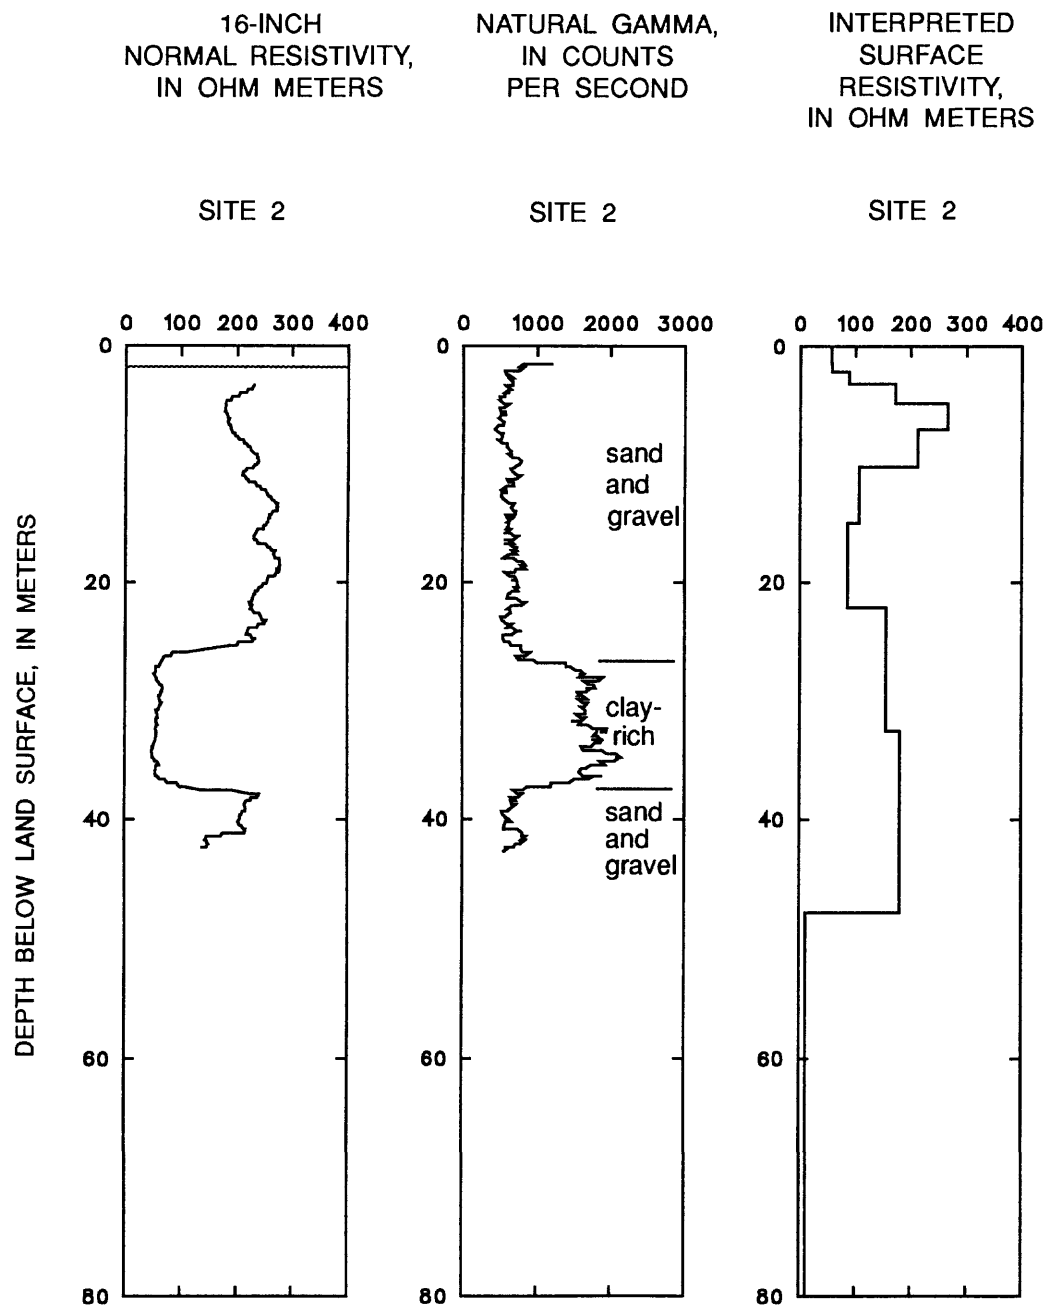 16-INCH
NORMAL RESISTIVITY,
IN OHM METERS
NATURAL GAMMA,
IN COUNTS
PER SECOND
INTERPRETED
SURFACE
RESISTIVITY,
IN OHM METERS
SITE 2
SITE 2
SITE 2
DEPTH BELOW LAND SURFACE, IN METERS
0 100 200 300 400
0
20
40
60
80
0 1000 2000 3000
0
20
40
60
80
sand
and
gravel
clay-
rich
sand
and
gravel
0 100 200 300 400
0
20
40
60
80